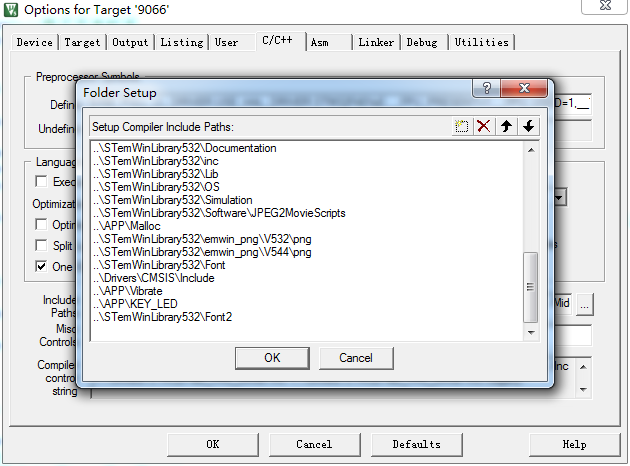 Options for Target '9066'
Device Target Output Listing User C/C++ Asm Linker Debug Utilities
Preprocessor Symbols
Folder Setup
Setup Compiler Include Paths:
..\STemWinLibrary532\Documentation
..\STemWinLibrary532\inc
..\STemWinLibrary532\Lib
..\STemWinLibrary532\OS
..\STemWinLibrary532\Simulation
..\STemWinLibrary532\Software\JPEG2MovieScripts
..\APP\Malloc
..\STemWinLibrary532\emwin_png\V532\png
..\STemWinLibrary532\emwin_png\V544\png
..\STemWinLibrary532\Font
..\Drivers\CMSIS\Include
..\APP\Vibrate
..\APP\KEY_LED
..\STemWinLibrary532\Font2
OK Cancel
Defin D=1,__
Undefin
Languag
Exec
Optimizat
Optin
Split s
One
Include Paths Mid ...
Misc Controls
Compiler control string Inc
OK Cancel Defaults Help